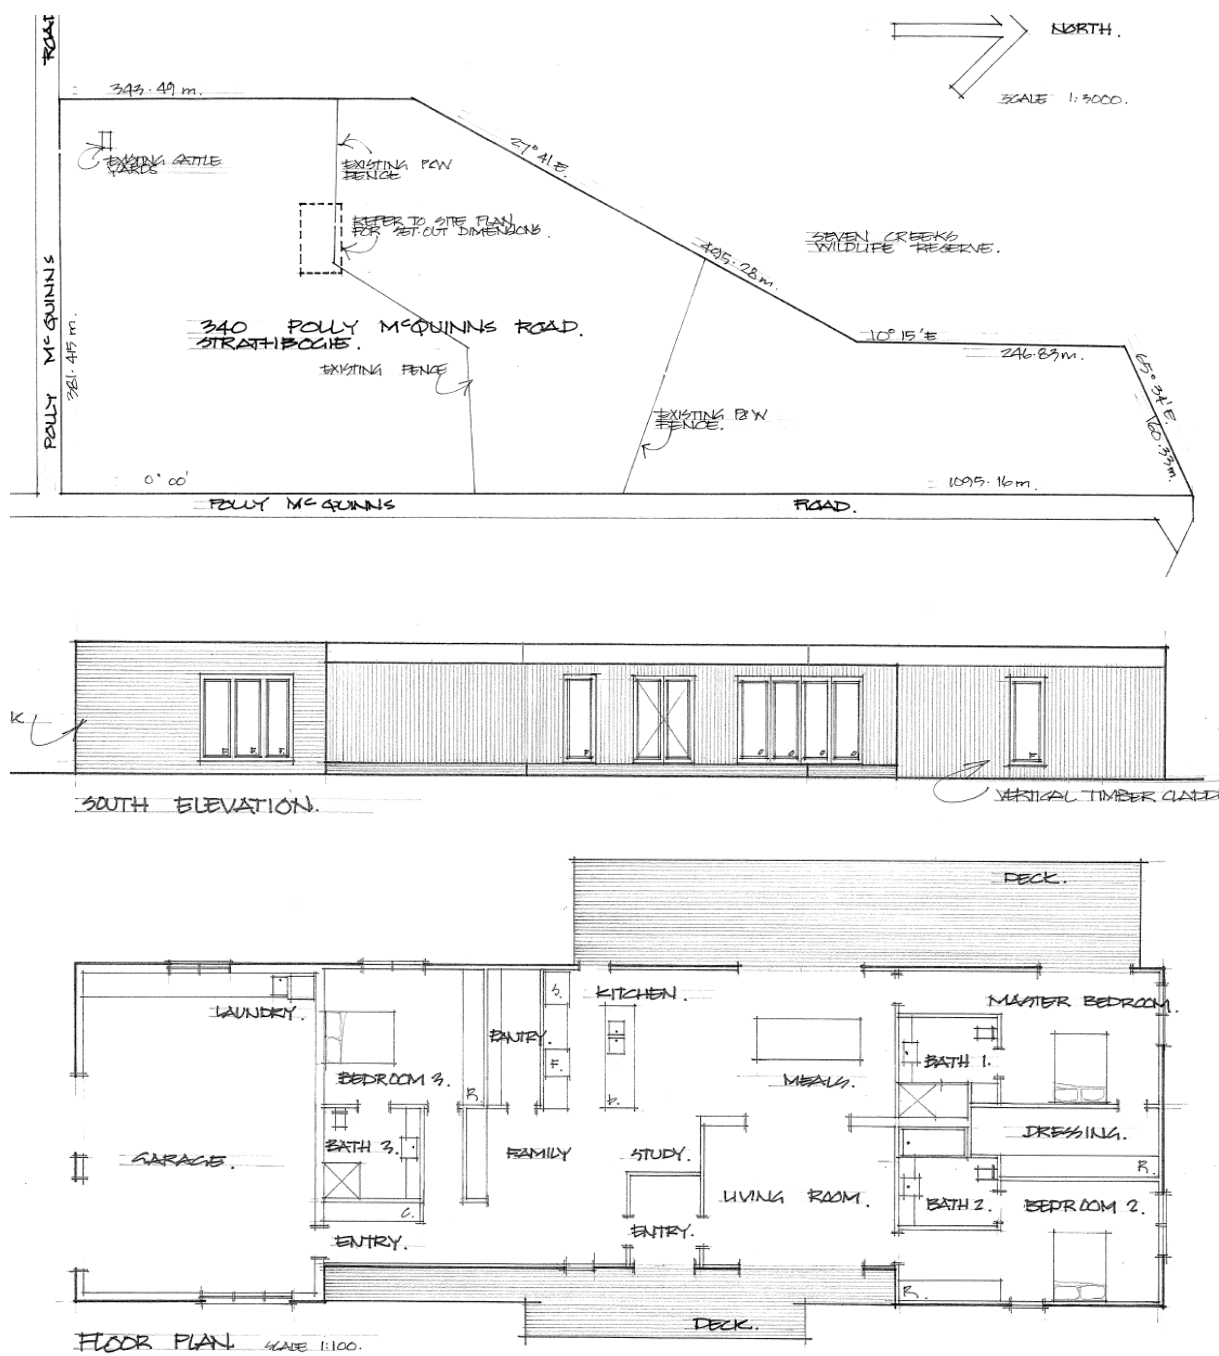 ROAD
NORTH.
SCALE 1:3000.
343.49 m.
27° 41' E.
EXISTING CATTLE
YARDS
EXISTING P&W
FENCE
REFER TO SITE PLAN
FOR SET.OUT DIMENSIONS.
SEVEN CREEKS
WILDLIFE RESERVE.
495.28 m.
POLLY McQUINNS
381.415 m.
340 POLLY McQUINNS ROAD.
STRATHBOGIE.
EXISTING FENCE
10° 15' E
246.83 m.
65° 34' E.
160.33 m.
EXISTING P&W
FENCE.
0° 00'
1095.16 m.
POLLY McQUINNS ROAD.
K
F. F. F. F. O. O. O. O. F.
SOUTH ELEVATION.
VERTICAL TIMBER CLADD
DECK.
LAUNDRY.
KITCHEN.
MASTER BEDROOM.
S.
PANTRY.
F.
BEDROOM 3.
R.
D.
MEALS.
BATH 1.
GARAGE.
BATH 3.
FAMILY
STUDY.
DRESSING.
R.
LIVING ROOM.
BATH 2.
BEDROOM 2.
C.
ENTRY.
ENTRY.
R.
DECK.
FLOOR PLAN. SCALE 1:100.